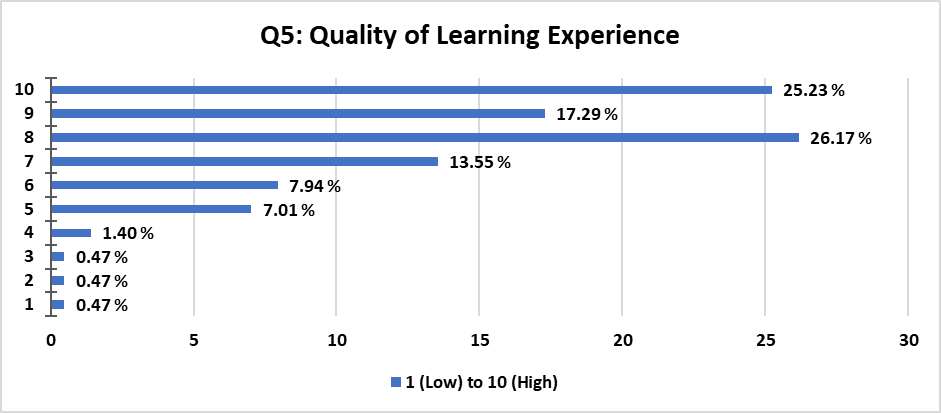 Q5: Quality of Learning Experience
10 25.23 %
9 17.29 %
8 26.17 %
7 13.55 %
6 7.94 %
5 7.01 %
4 1.40 %
3 0.47 %
2 0.47 %
1 0.47 %
0 5 10 15 20 25 30
1 (Low) to 10 (High)